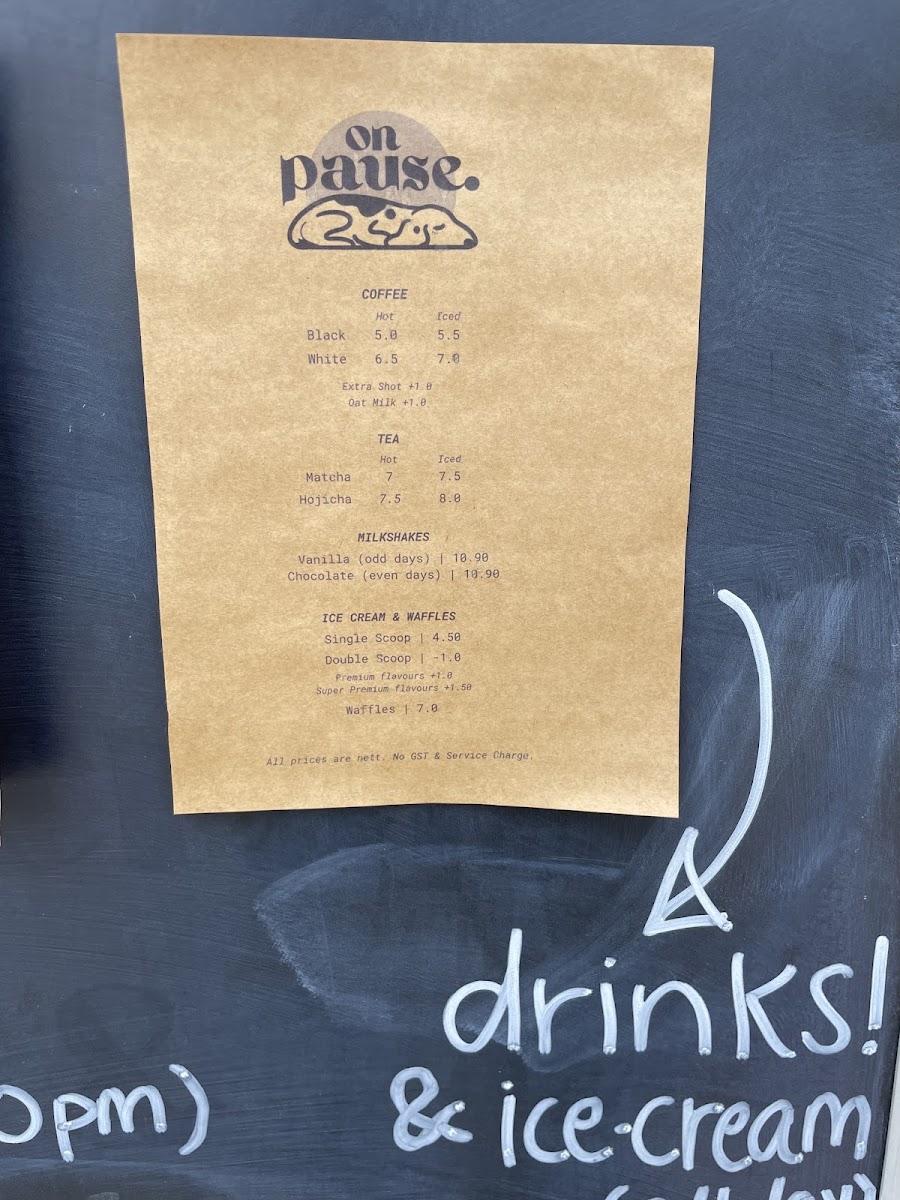 on
pause.
COFFEE
Hot Iced
Black 5.0 5.5
White 6.5 7.0
Extra Shot +1.0
Oat Milk +1.0
TEA
Hot Iced
Matcha 7 7.5
Hojicha 7.5 8.0
MILKSHAKES
Vanilla (odd days) | 10.90
Chocolate (even days) | 10.90
ICE CREAM & WAFFLES
Single Scoop | 4.50
Double Scoop | -1.0
Premium flavours +1.0
Super Premium flavours +1.50
Waffles | 7.0
All prices are nett. No GST & Service Charge.
drinks!
& ice-cream
0pm)